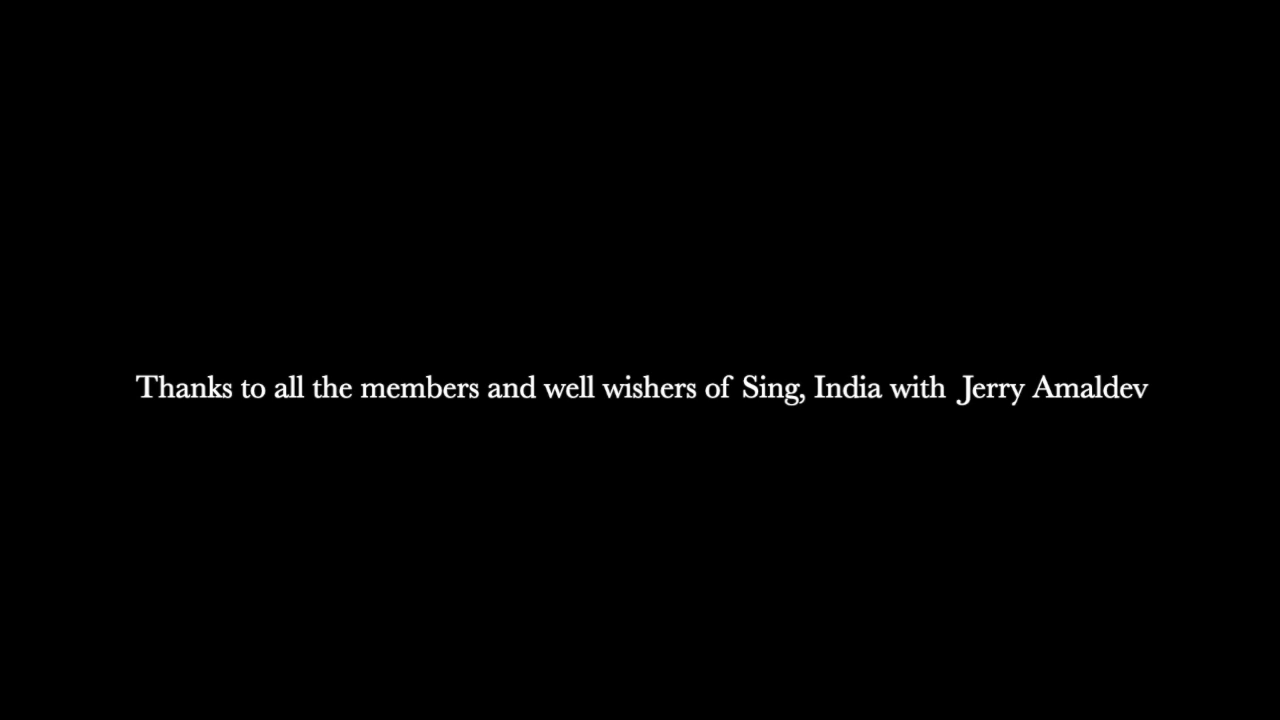 Thanks to all the members and well wishers of Sing, India with Jerry Amaldev